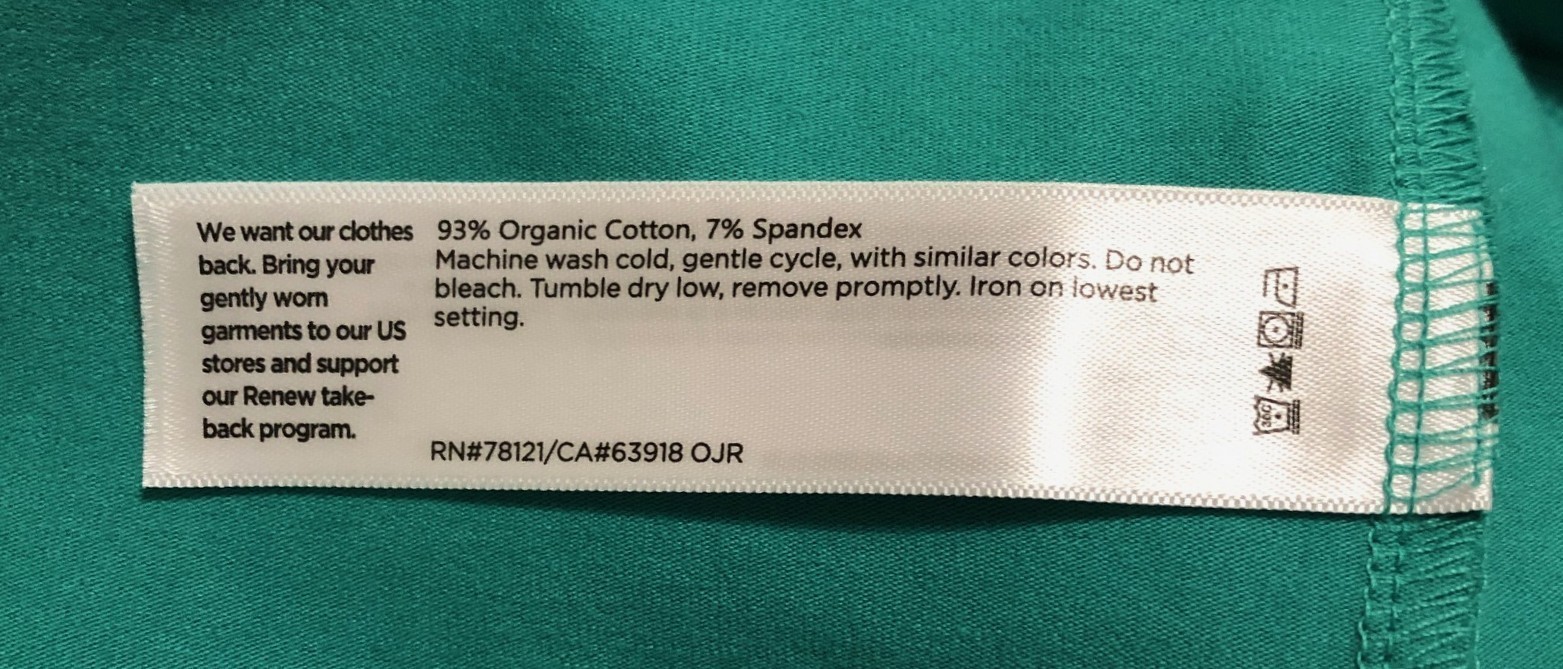 We want our clothes
back. Bring your
gently worn
garments to our US
stores and support
our Renew take-
back program.
93% Organic Cotton, 7% Spandex
Machine wash cold, gentle cycle, with similar colors. Do not
bleach. Tumble dry low, remove promptly. Iron on lowest
setting.
RN#78121/CA#63918 OJR
30C